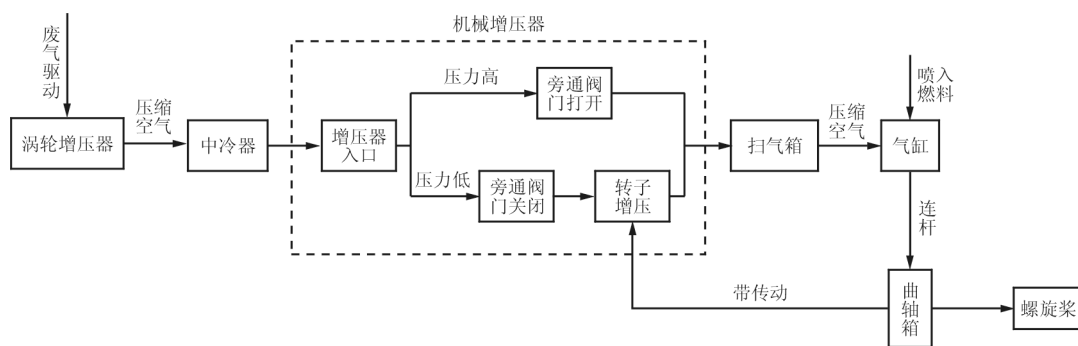 机械增压器
废气驱动
涡轮增压器
压缩
空气
中冷器
增压器
入口
压力高
旁通阀
门打开
压力低
旁通阀
门关闭
转子
增压
扫气箱
压缩
空气
喷入
燃料
气缸
连杆
曲轴箱
带传动
螺旋桨